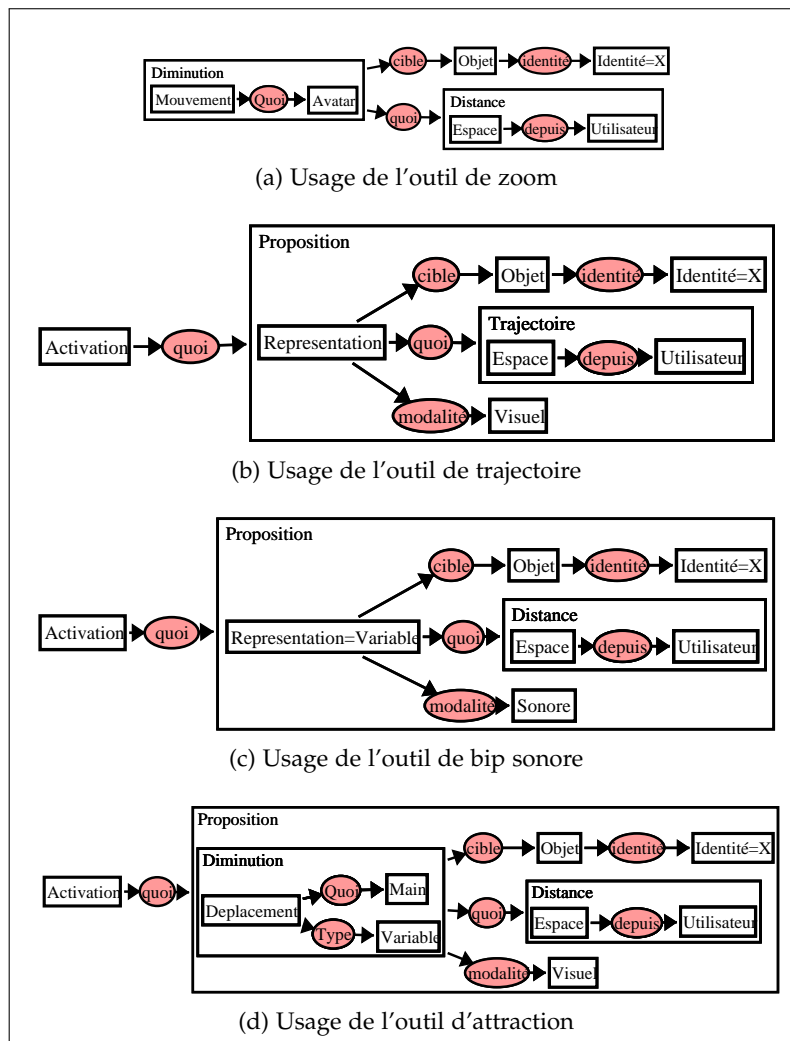 cible Objet identité Identité=X
Diminution
Mouvement Quoi Avatar
Distance
quoi Espace depuis Utilisateur
(a) Usage de l'outil de zoom
Proposition
cible Objet identité Identité=X
Trajectoire
Activation quoi Representation quoi Espace depuis Utilisateur
modalité Visuel
(b) Usage de l'outil de trajectoire
Proposition
cible Objet identité Identité=X
Distance
Activation quoi Representation=Variable quoi Espace depuis Utilisateur
modalité Sonore
(c) Usage de l'outil de bip sonore
Proposition
cible Objet identité Identité=X
Diminution
Activation quoi Deplacement Quoi Main
Distance
Type Variable quoi Espace depuis Utilisateur
modalité Visuel
(d) Usage de l'outil d'attraction